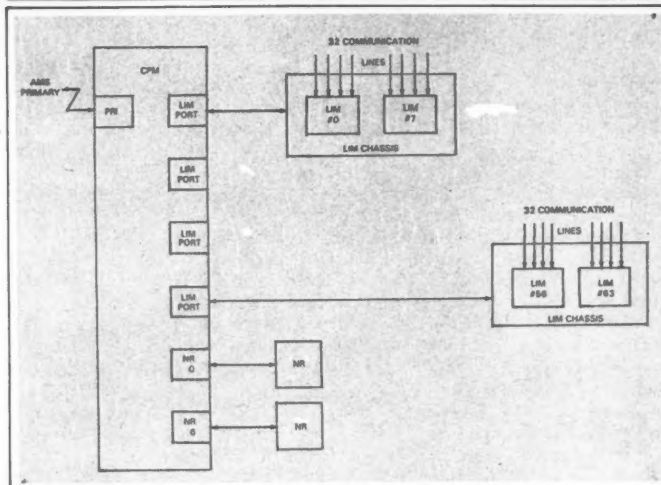 32 COMMUNICATION
LINES
CPM
AMS
PRIMARY
PRI
LIM
PORT
LIM
#0
LIM
#7
LIM CHASSIS
LIM
PORT
LIM
PORT
32 COMMUNICATION
LINES
LIM
PORT
LIM
#56
LIM
#63
LIM CHASSIS
NR
0
NR
NR
6
NR